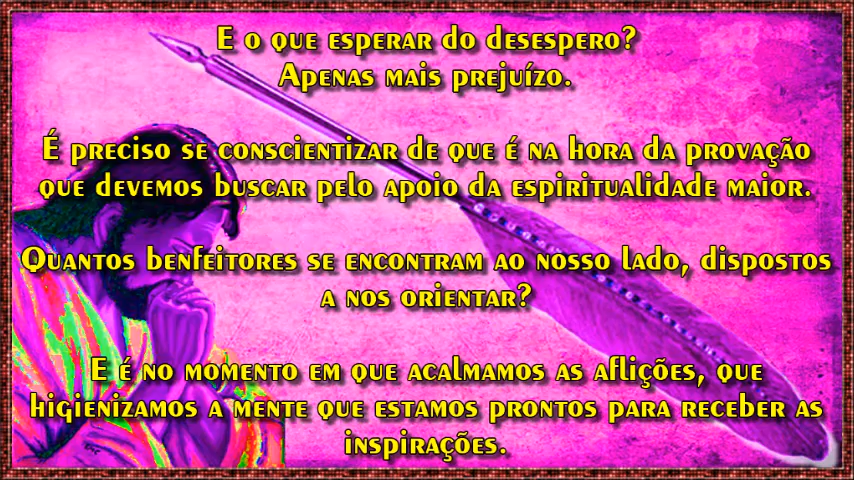 E o que esperar do desespero?
Apenas mais prejuízo.
É preciso se conscientizar de que é na hora da provação
que devemos buscar pelo apoio da espiritualidade maior.
Quantos benfeitores se encontram ao nosso lado, dispostos
a nos orientar?
E é no momento em que acalmamos as aflições, que
higienizamos a mente que estamos prontos para receber as
inspirações.